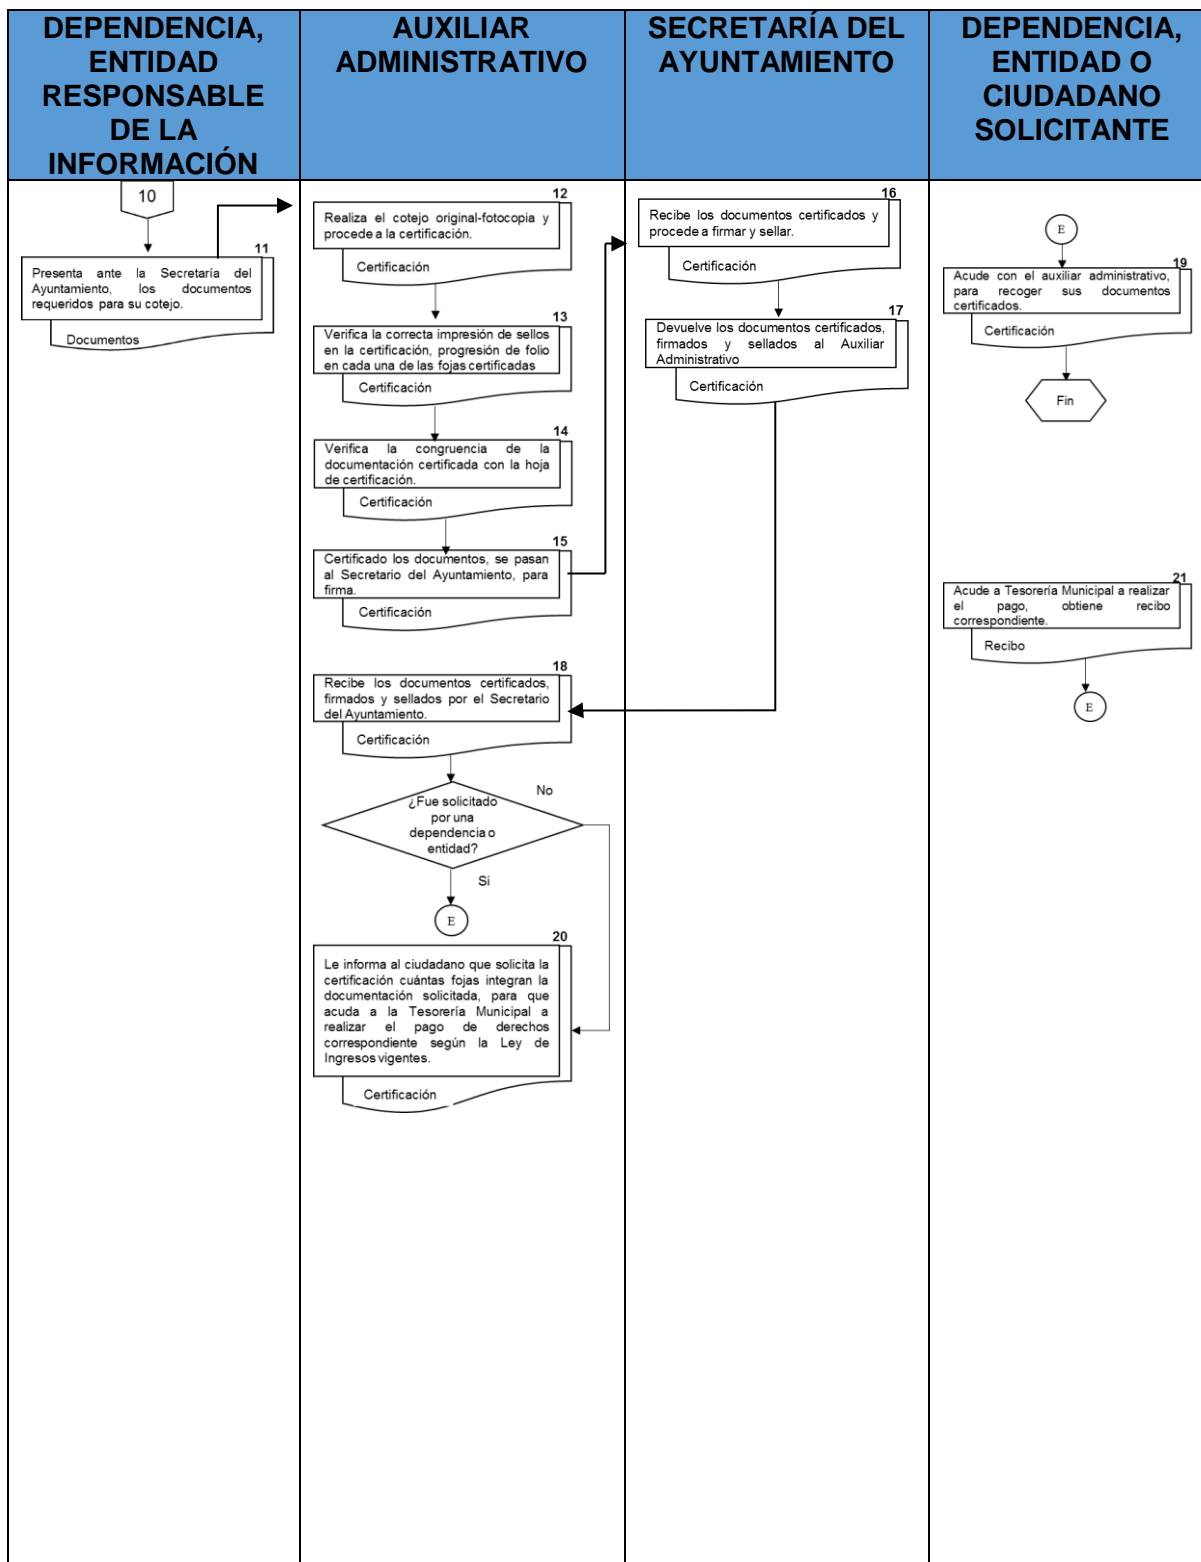 DEPENDENCIA,
ENTIDAD
RESPONSABLE
DE LA
INFORMACIÓN
AUXILIAR
ADMINISTRATIVO
SECRETARÍA DEL
AYUNTAMIENTO
DEPENDENCIA,
ENTIDAD O
CIUDADANO
SOLICITANTE
10
11
Presenta ante la Secretaría del
Ayuntamiento, los documentos
requeridos para su cotejo.
Documentos
12
Realiza el cotejo original-fotocopia y
procede a la certificación.
Certificación
13
Verifica la correcta impresión de sellos
en la certificación, progresión de folio
en cada una de las fojas certificadas
Certificación
14
Verifica la congruencia de la
documentación certificada con la hoja
de certificación.
Certificación
15
Certificado los documentos, se pasan
al Secretario del Ayuntamiento, para
firma.
Certificación
18
Recibe los documentos certificados,
firmados y sellados por el Secretario
del Ayuntamiento.
Certificación
¿Fue solicitado
por una
dependencia o
entidad?
No
Si
E
20
Le informa al ciudadano que solicita la
certificación cuántas fojas integran la
documentación solicitada, para que
acuda a la Tesorería Municipal a
realizar el pago de derechos
correspondiente según la Ley de
Ingresos vigentes.
Certificación
16
Recibe los documentos certificados y
procede a firmar y sellar.
Certificación
17
Devuelve los documentos certificados,
firmados y sellados al Auxiliar
Administrativo
Certificación
E
19
Acude con el auxiliar administrativo,
para recoger sus documentos
certificados.
Certificación
Fin
21
Acude a Tesorería Municipal a realizar
el pago, obtiene recibo
correspondiente.
Recibo
E